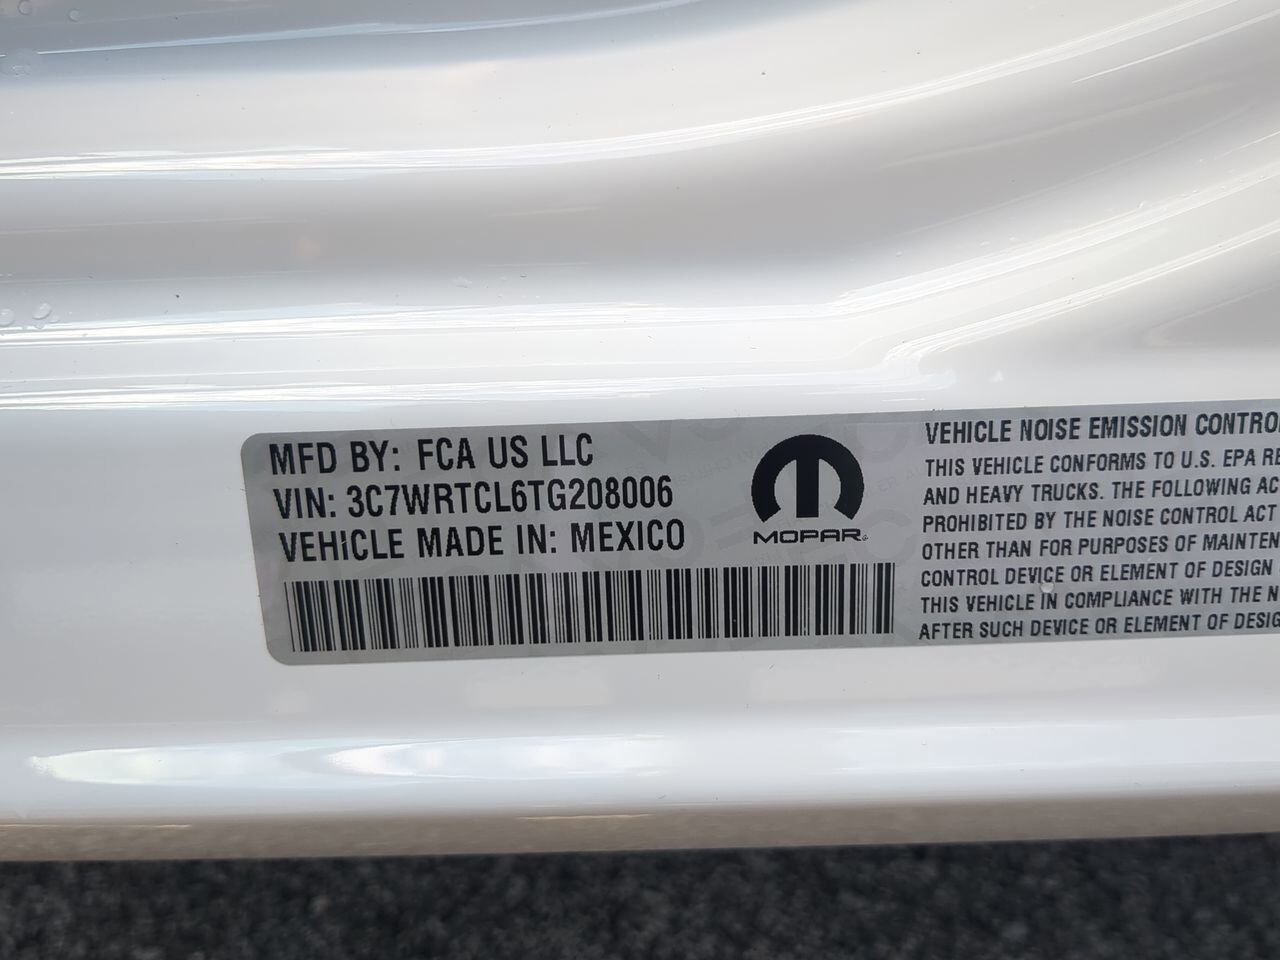 MFD BY: FCA US LLC
VIN: 3C7WRTCL6TG208006
VEHICLE MADE IN: MEXICO
MOPAR
VEHICLE NOISE EMISSION CONTRO
THIS VEHICLE CONFORMS TO U.S. EPA RE
AND HEAVY TRUCKS. THE FOLLOWING AC
PROHIBITED BY THE NOISE CONTROL ACT
OTHER THAN FOR PURPOSES OF MAINTEN
CONTROL DEVICE OR ELEMENT OF DESIGN
THIS VEHICLE IN COMPLIANCE WITH THE N
AFTER SUCH DEVICE OR ELEMENT OF DESIG